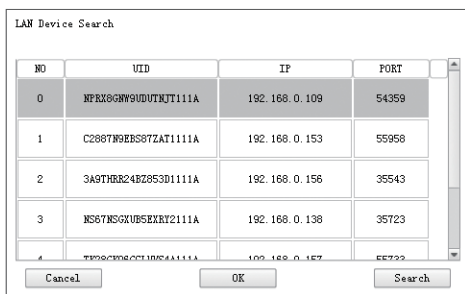 LAN Device Search
NO UID IP PORT
0 NPRX8GNW9UDUTNJT111A 192.168.0.109 54359
1 C2887N9EBS87ZAT1111A 192.168.0.153 55958
2 3A9THRR24BZ853D1111A 192.168.0.156 35543
3 NS67NSGXUB5EXRY2111A 192.168.0.138 35723
Cancel OK Search